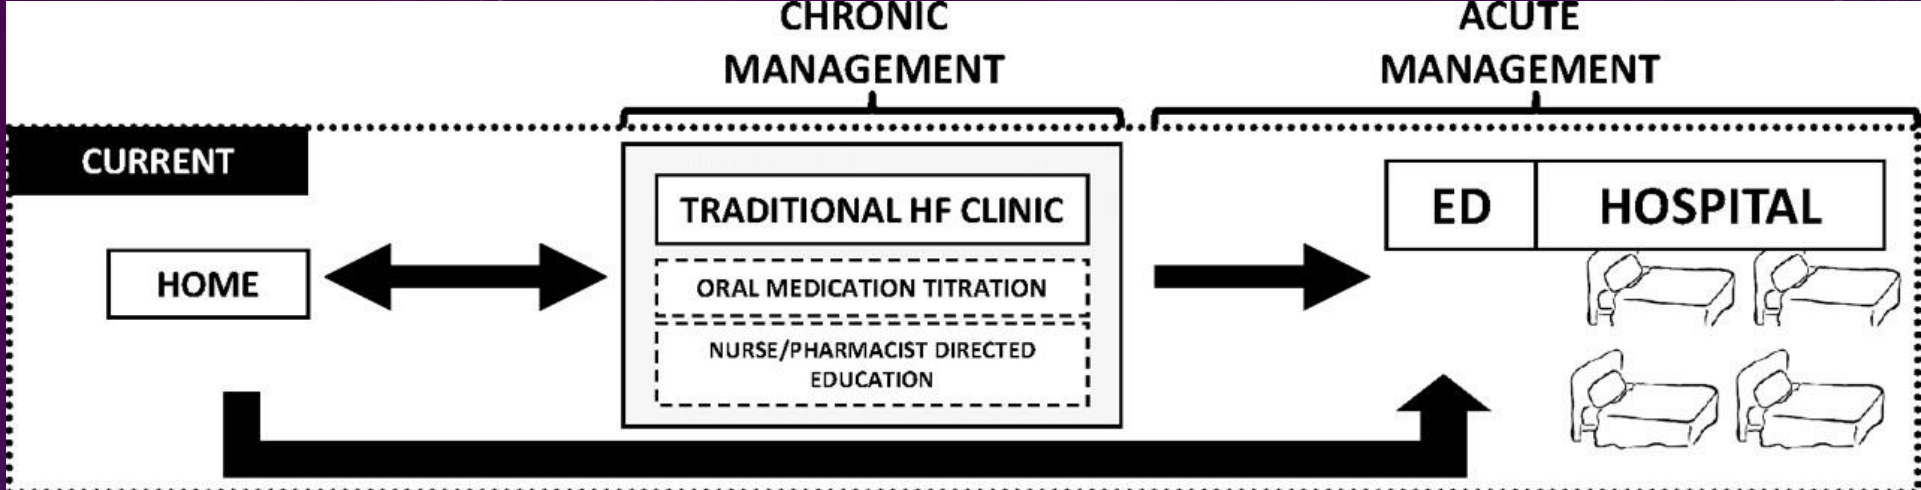 CHRONIC
MANAGEMENT
ACUTE
MANAGEMENT
CURRENT
HOME
TRADITIONAL HF CLINIC
ORAL MEDICATION TITRATION
NURSE/PHARMACIST DIRECTED
EDUCATION
ED
HOSPITAL